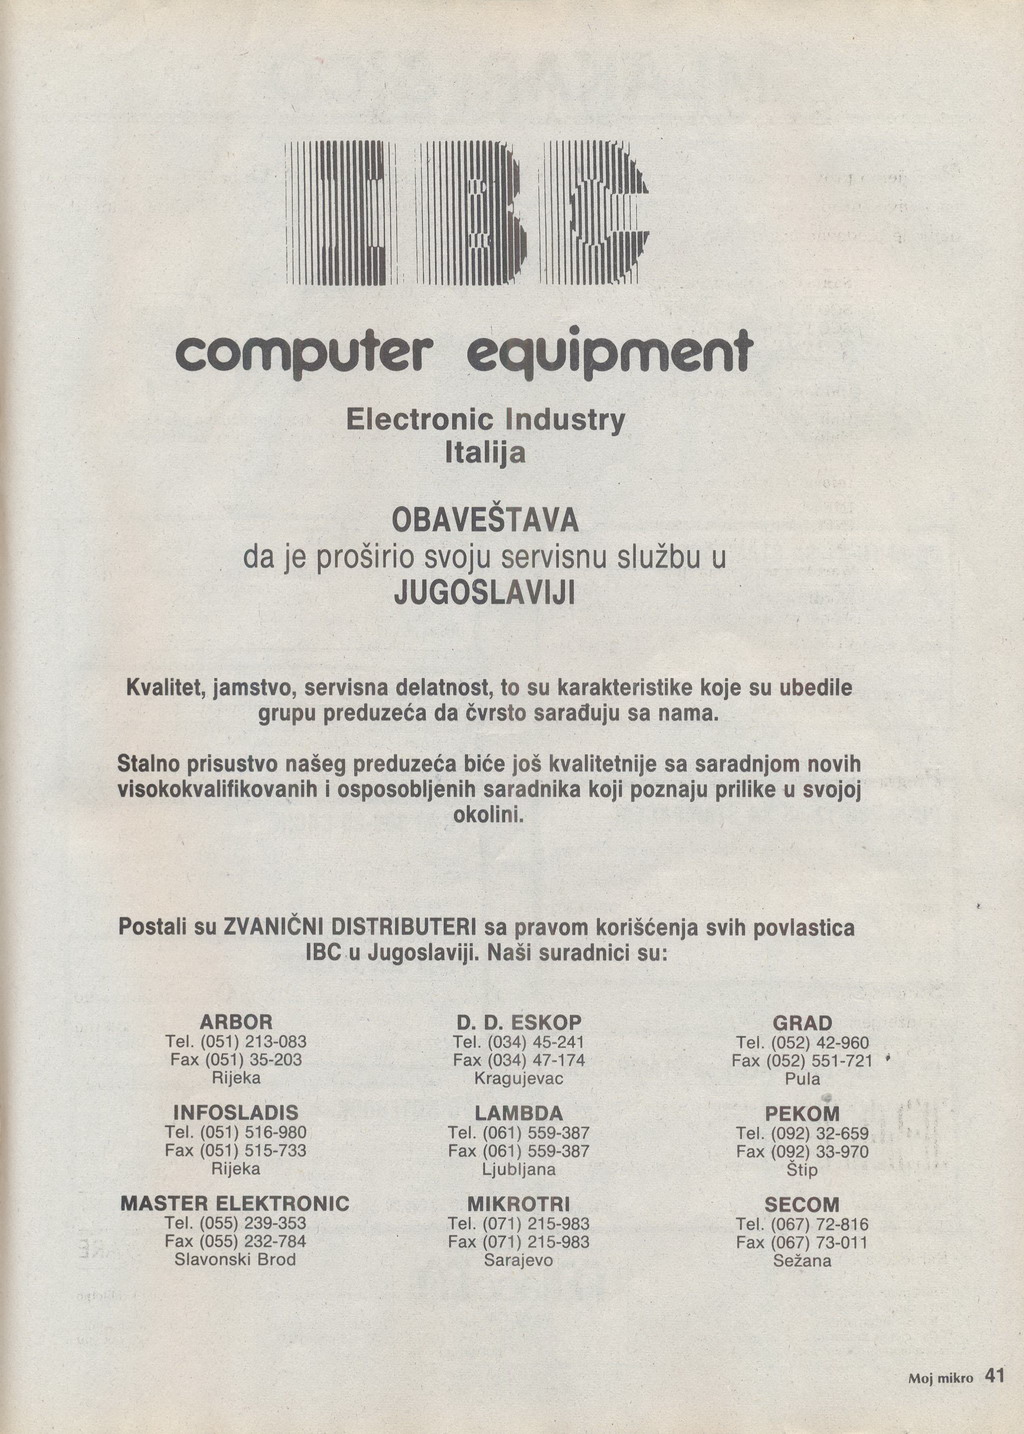 IBC
computer equipment
Electronic Industry
Italija
OBAVEŠTAVA
da je proširio svoju servisnu službu u
JUGOSLAVIJI
Kvalitet, jamstvo, servisna delatnost, to su karakteristike koje su ubedile
grupu preduzeća da čvrsto sarađuju sa nama.
Stalno prisustvo našeg preduzeća biće još kvalitetnije sa saradnjom novih
visokokvalifikovanih i osposobljenih saradnika koji poznaju prilike u svojoj
okolini.
Postali su ZVANIČNI DISTRIBUTERI sa pravom korišćenja svih povlastica
IBC u Jugoslaviji. Naši suradnici su:
ARBOR
Tel. (051) 213-083
Fax (051) 35-203
Rijeka
INFOSLADIS
Tel. (051) 516-980
Fax (051) 515-733
Rijeka
MASTER ELEKTRONIC
Tel. (055) 239-353
Fax (055) 232-784
Slavonski Brod
D. D. ESKOP
Tel. (034) 45-241
Fax (034) 47-174
Kragujevac
LAMBDA
Tel. (061) 559-387
Fax (061) 559-387
Ljubljana
MIKROTRI
Tel. (071) 215-983
Fax (071) 215-983
Sarajevo
GRAD
Tel. (052) 42-960
Fax (052) 551-721
Pula
PEKOM
Tel. (092) 32-659
Fax (092) 33-970
Štip
SECOM
Tel. (067) 72-816
Fax (067) 73-011
Sežana
Moj mikro 41